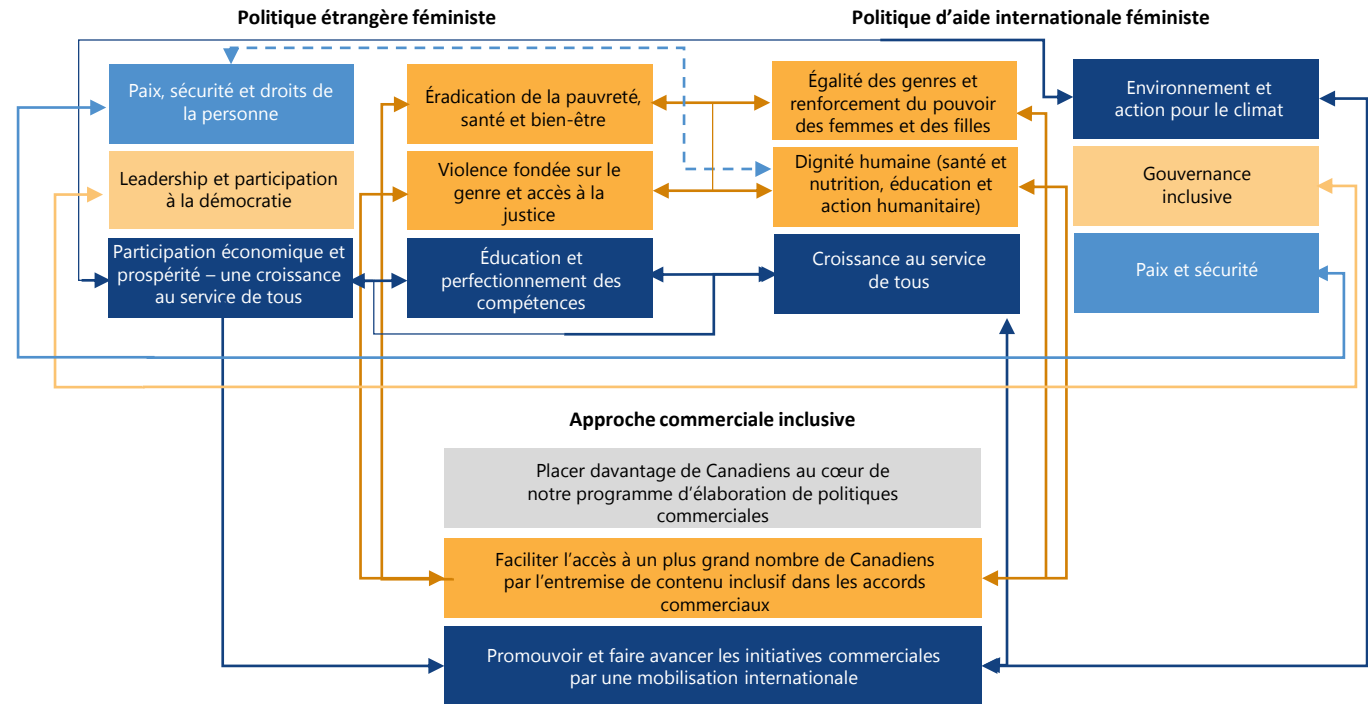 Politique étrangère féministe
Politique d'aide internationale féministe
Paix, sécurité et droits de
la personne
Leadership et participation
à la démocratie
Participation économique et
prospérité – une croissance
au service de tous
Éradication de la pauvreté,
santé et bien-être
Violence fondée sur le
genre et accès à la
justice
Éducation et
perfectionnement des
compétences
Égalité des genres et
renforcement du pouvoir
des femmes et des filles
Dignité humaine (santé et
nutrition, éducation et
action humanitaire)
Croissance au service
de tous
Environnement et
action pour le climat
Gouvernance
inclusive
Paix et sécurité
Approche commerciale inclusive
Placer davantage de Canadiens au cœur de
notre programme d'élaboration de politiques
commerciales
Faciliter l'accès à un plus grand nombre de Canadiens
par l'entremise de contenu inclusif dans les accords
commerciaux
Promouvoir et faire avancer les initiatives commerciales
par une mobilisation internationale